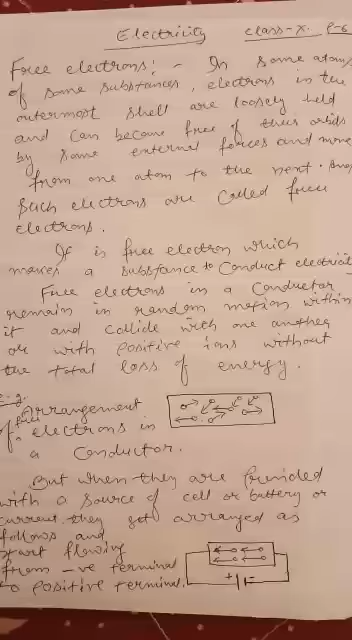 Electricity class-X. P-6
Free electrons:- In some atoms
of some substances, electrons in the
outermost shell are loosely held
and can become free of thus orbids
by some external forces and move
from one atom to the next.
Such electrons are called free
electrons.
If is free electron which
makes a substance to conduct electricity
Free electrons in a conductor
remain in random motion within
it and collide with one another
or with positive ions without
the total loss of energy.
e.g.
Arrangement
of free electrons in
a conductor.
But when they are provided
with a source of cell or battery or
current they get arranged as
follows and
start flowing
from -ve terminal
to positive terminal.
+ -